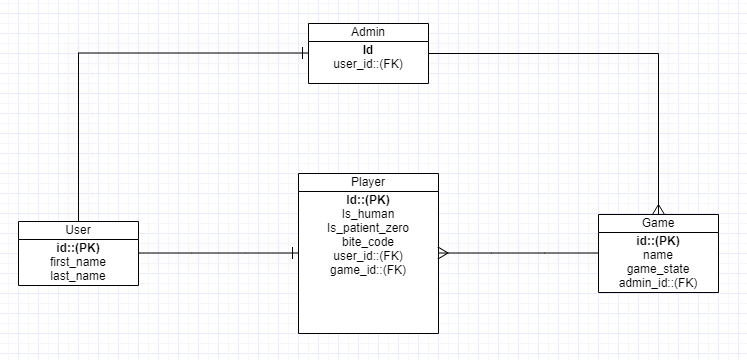 Admin
Id
user_id::(FK)
Player
Id::(PK)
Is_human
Is_patient_zero
bite_code
user_id::(FK)
game_id::(FK)
User
id::(PK)
first_name
last_name
Game
id::(PK)
name
game_state
admin_id::(FK)